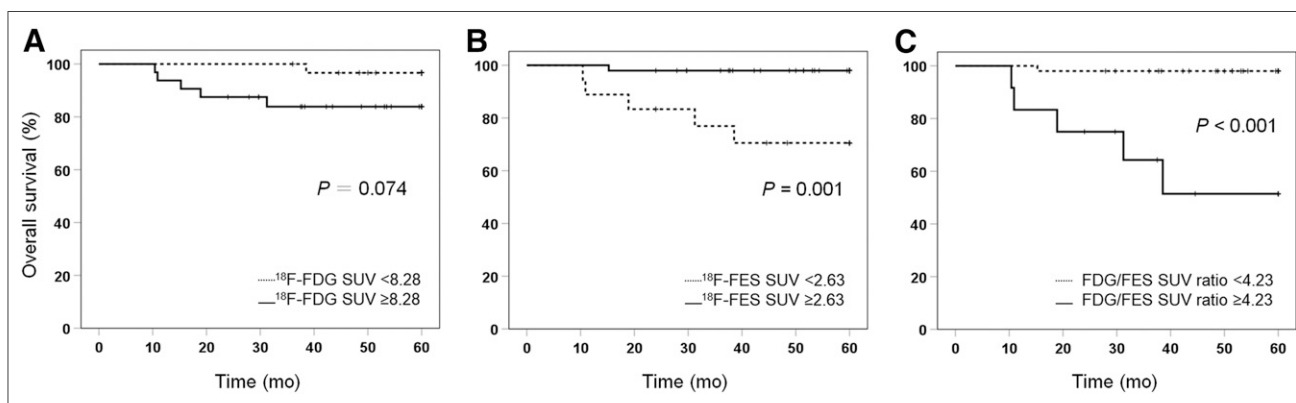 A
Overall survival (%)
100
80
60
40
20
0
P = 0.074
18F-FDG SUV <8.28
18F-FDG SUV ≥8.28
0 10 20 30 40 50 60
Time (mo)
B
100
80
60
40
20
0
P = 0.001
18F-FES SUV <2.63
18F-FES SUV ≥2.63
0 10 20 30 40 50 60
Time (mo)
C
100
80
60
40
20
0
P < 0.001
FDG/FES SUV ratio <4.23
FDG/FES SUV ratio ≥4.23
0 10 20 30 40 50 60
Time (mo)